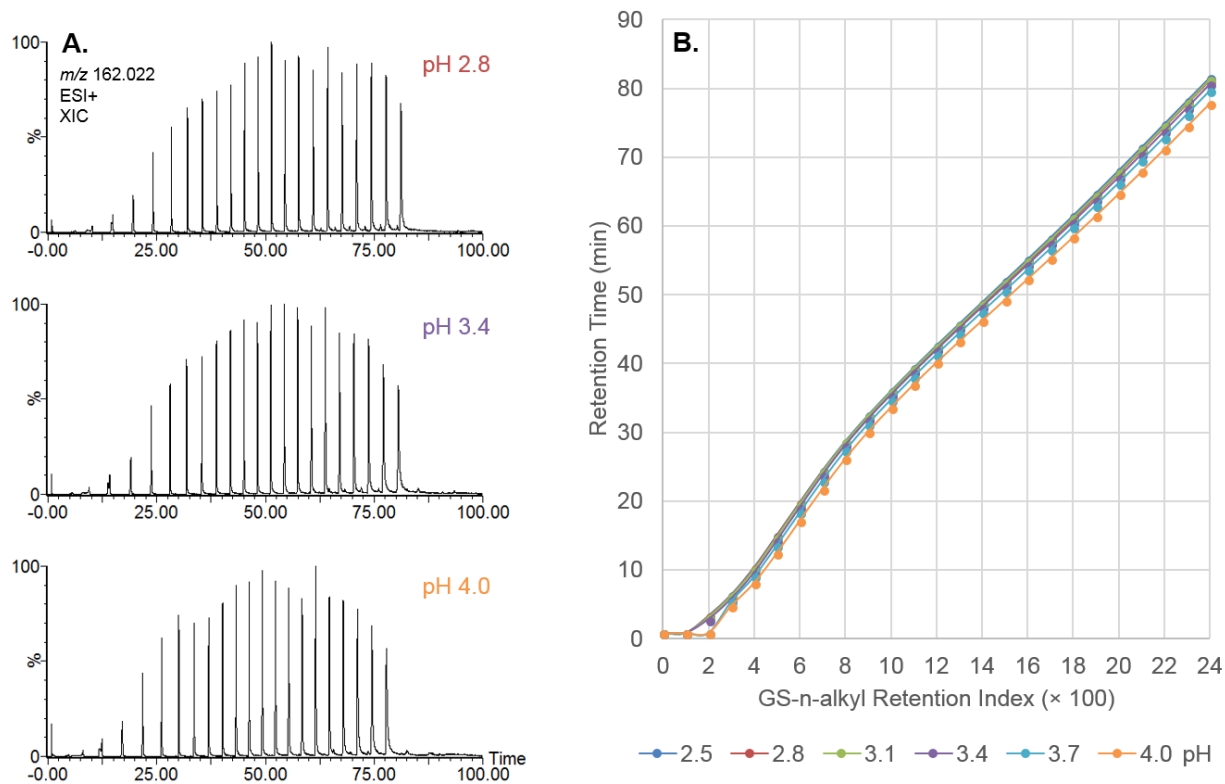 A.
m/z 162.022
ESI+
XIC
pH 2.8
100
%
0
-0.00 25.00 50.00 75.00 100.00
pH 3.4
100
%
0
-0.00 25.00 50.00 75.00 100.00
pH 4.0
100
%
0
-0.00 25.00 50.00 75.00 100.00
Time
B.
90
80
70
60
50
40
30
20
10
0
Retention Time (min)
0 2 4 6 8 10 12 14 16 18 20 22 24
GS-n-alkyl Retention Index (× 100)
2.5 2.8 3.1 3.4 3.7 4.0 pH